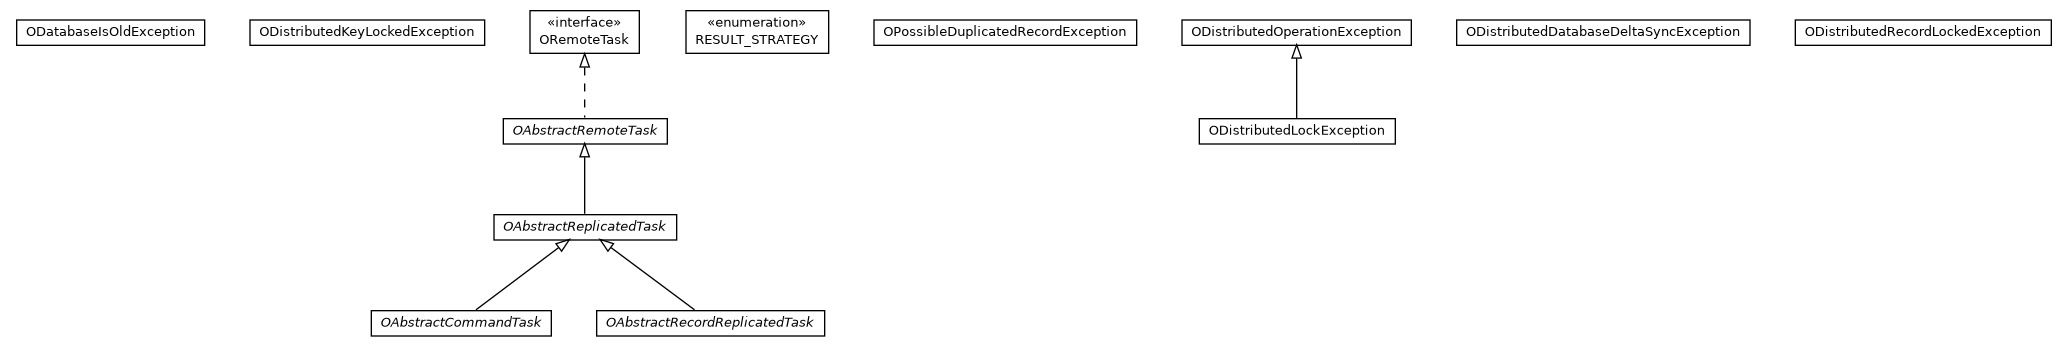 ODatabaseIsOldException
ODistributedKeyLockedException
«interface»
ORemoteTask
«enumeration»
RESULT_STRATEGY
OPossibleDuplicatedRecordException
ODistributedOperationException
ODistributedDatabaseDeltaSyncException
ODistributedRecordLockedException
OAbstractRemoteTask
ODistributedLockException
OAbstractReplicatedTask
OAbstractCommandTask
OAbstractRecordReplicatedTask